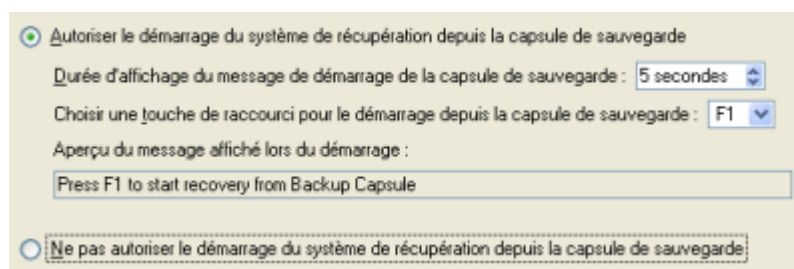 Autoriser le démarrage du système de récupération depuis la capsule de sauvegarde
Durée d'affichage du message de démarrage de la capsule de sauvegarde : 5 secondes
Choisir une touche de raccourci pour le démarrage depuis la capsule de sauvegarde : F1
Aperçu du message affiché lors du démarrage :
Press F1 to start recovery from Backup Capsule
Ne pas autoriser le démarrage du système de récupération depuis la capsule de sauvegarde